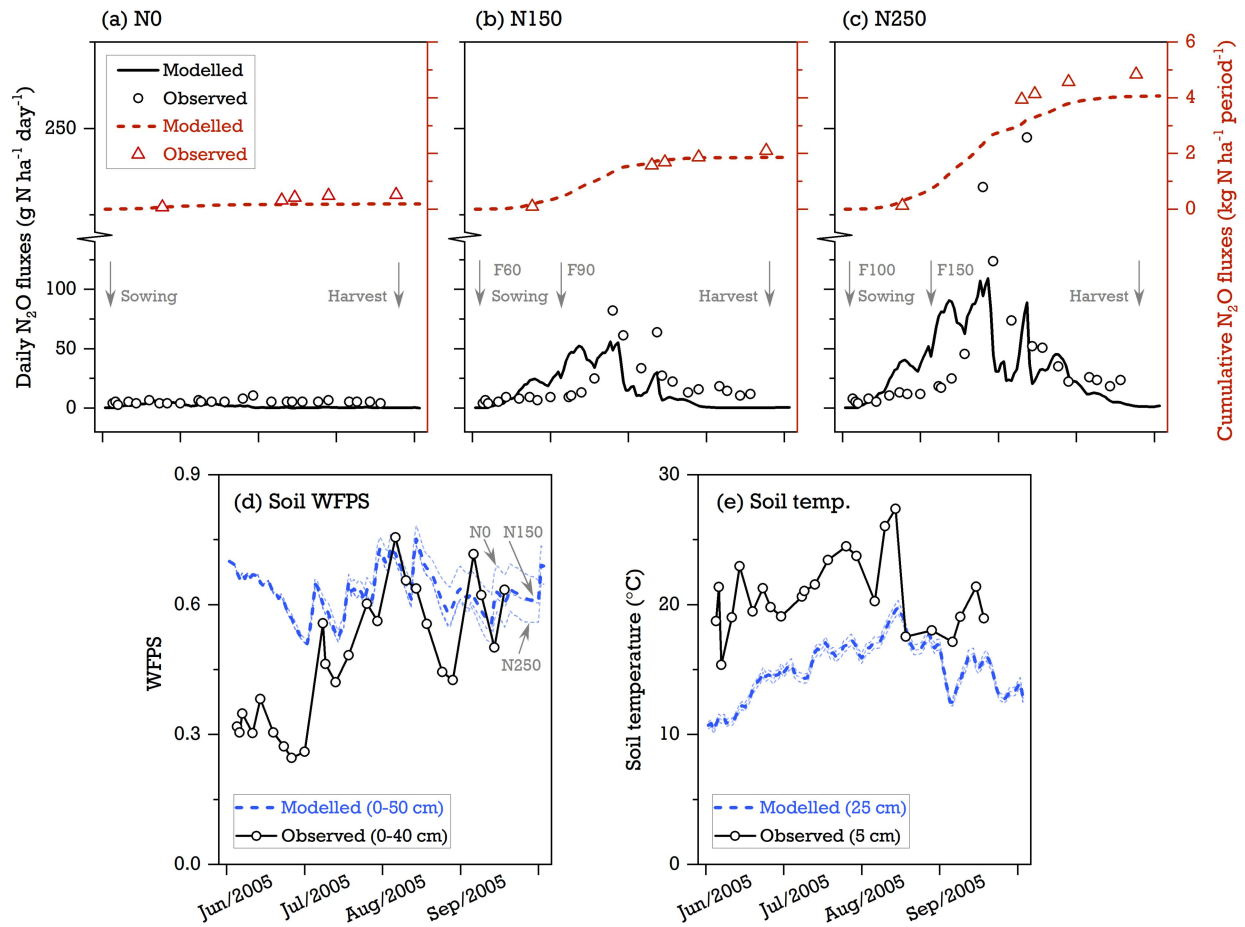 (a) N0
(b) N150
(c) N250
Daily N₂O fluxes (g N ha⁻¹ day⁻¹)
250
100
50
0
Modelled
Observed
Modelled
Observed
Sowing
Harvest
F60
F90
Sowing
Harvest
F100
F150
Sowing
Harvest
6
4
2
0
Cumulative N₂O fluxes (kg N ha⁻¹ period⁻¹)
(d) Soil WFPS
WFPS
0.9
0.6
0.3
0.0
N0
N150
N250
Modelled (0-50 cm)
Observed (0-40 cm)
Jun/2005
Jul/2005
Aug/2005
Sep/2005
(e) Soil temp.
Soil temperature (°C)
30
20
10
0
Modelled (25 cm)
Observed (5 cm)
Jun/2005
Jul/2005
Aug/2005
Sep/2005